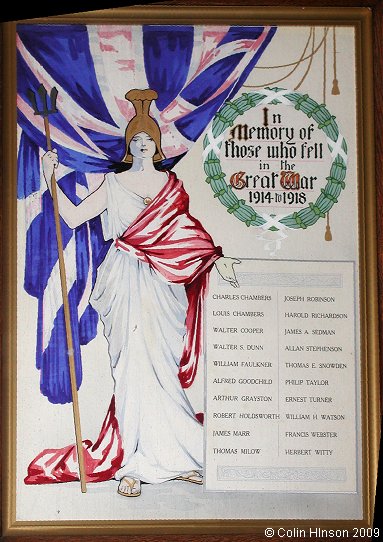 In
Memory of
those who fell
in the
Great War
1914-to-1918
CHARLES CHAMBERS
LOUIS CHAMBERS
WALTER COOPER
WALTER S. DUNN
WILLIAM FAULKNER
ALFRED GOODCHILD
ARTHUR GRAYSTON
ROBERT HOLDSWORTH
JAMES MARR
THOMAS MILOW
JOSEPH ROBINSON
HAROLD RICHARDSON
JAMES A. SEDMAN
ALLAN STEPHENSON
THOMAS E. SNOWDEN
PHILIP TAYLOR
ERNEST TURNER
WILLIAM H. WATSON
FRANCIS WEBSTER
HERBERT WITTY
© Colin Hinson 2009